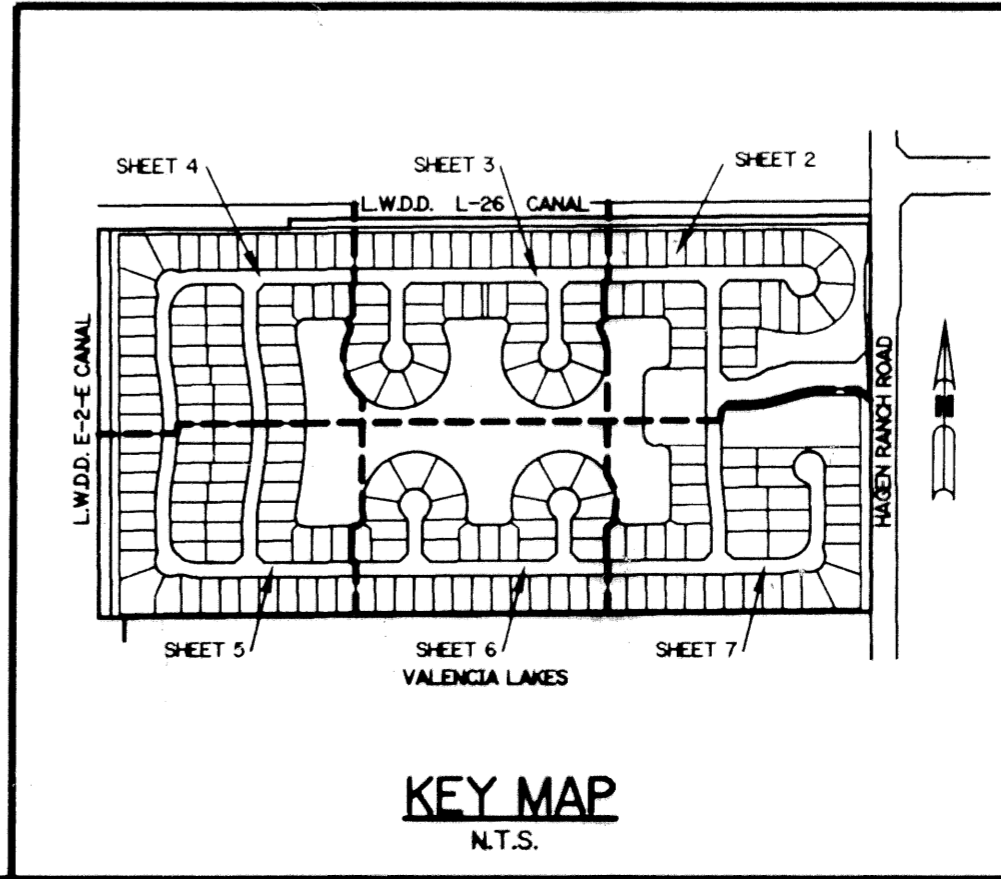 SHEET 4
SHEET 3
SHEET 2
L.W.D.D. L-26 CANAL
L.W.D.D. E-2-E CANAL
HAGEN RANCH ROAD
N
SHEET 5
SHEET 6
SHEET 7
VALENCIA LAKES
KEY MAP
N.T.S.